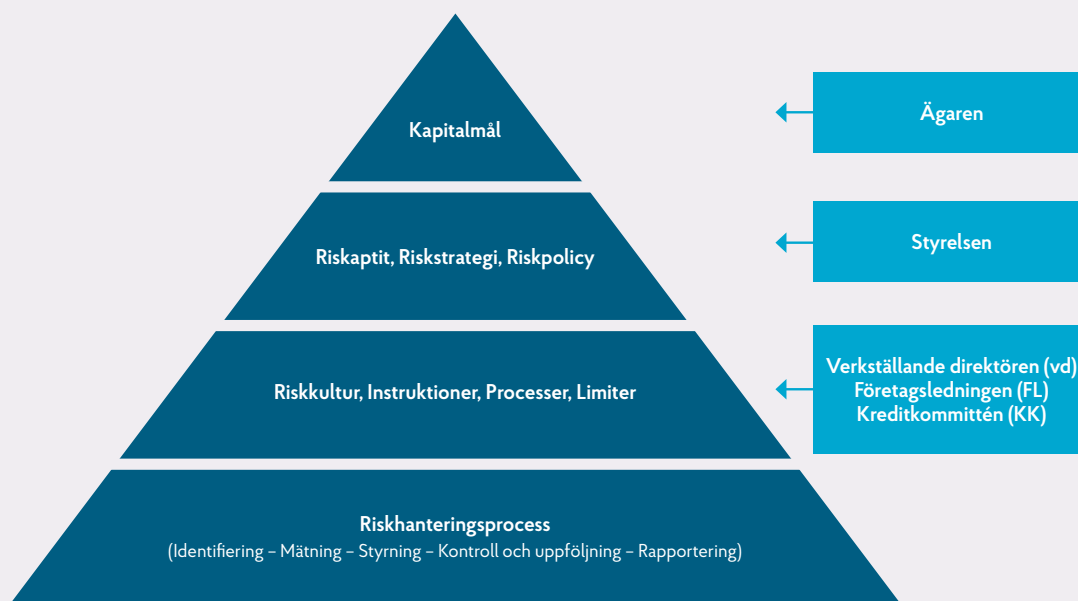 Kapitalmål
Ägaren
Riskaptit, Riskstrategi, Riskpolicy
Styrelsen
Riskkultur, Instruktioner, Processer, Limiter
Verkställande direktören (vd)
Företagsledningen (FL)
Kreditkommittén (KK)
Riskhanteringsprocess
(Identifiering – Mätning – Styrning – Kontroll och uppföljning – Rapportering)